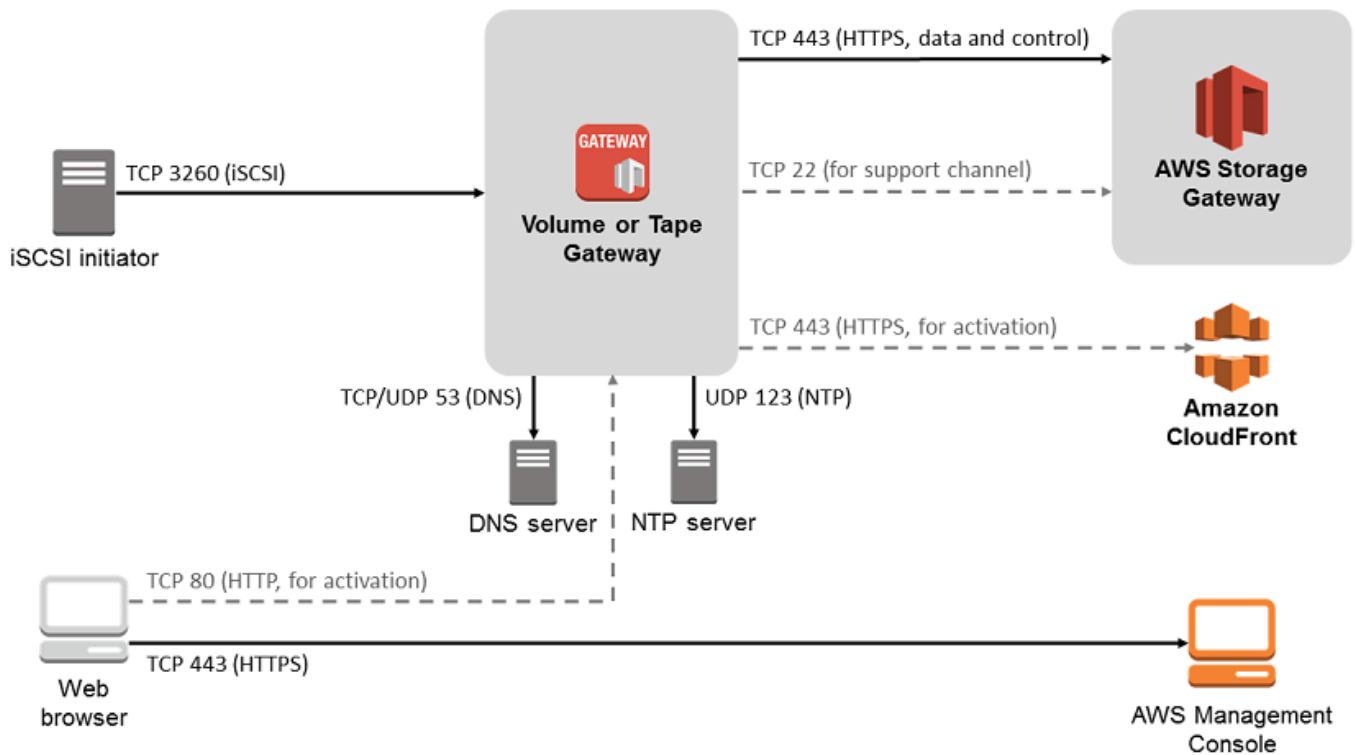 TCP 443 (HTTPS, data and control)
GATEWAY
TCP 3260 (iSCSI)
TCP 22 (for support channel)
AWS Storage
Gateway
Volume or Tape
Gateway
iSCSI initiator
TCP 443 (HTTPS, for activation)
TCP/UDP 53 (DNS)
UDP 123 (NTP)
Amazon
CloudFront
DNS server
NTP server
TCP 80 (HTTP, for activation)
TCP 443 (HTTPS)
Web
browser
AWS Management
Console